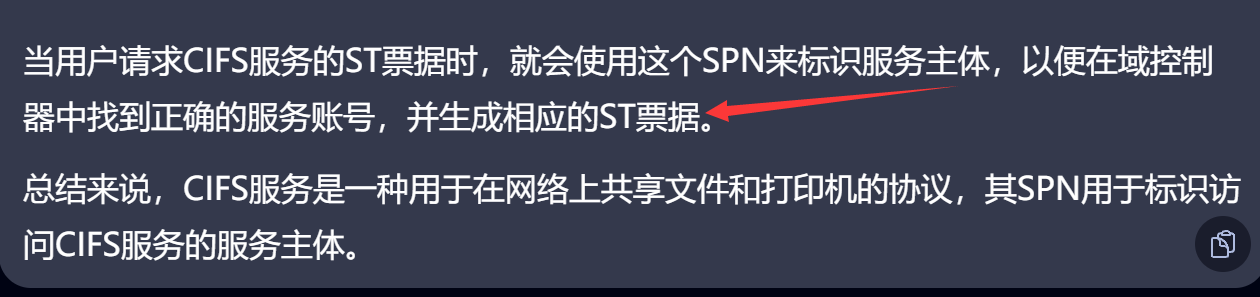 当用户请求CIFS服务的ST票据时，就会使用这个SPN来标识服务主体，以便在域控制
器中找到正确的服务账号，并生成相应的ST票据。
总结来说，CIFS服务是一种用于在网络上共享文件和打印机的协议，其SPN用于标识访
问CIFS服务的服务主体。